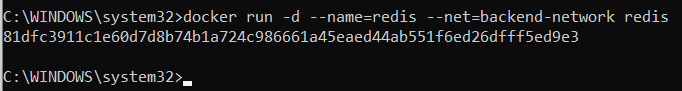 C:\WINDOWS\system32>docker run -d --name=redis --net=backend-network redis
81dfc3911c1e60d7d8b74b1a724c986661a45eaed44ab551f6ed26dfff5ed9e3
C:\WINDOWS\system32>